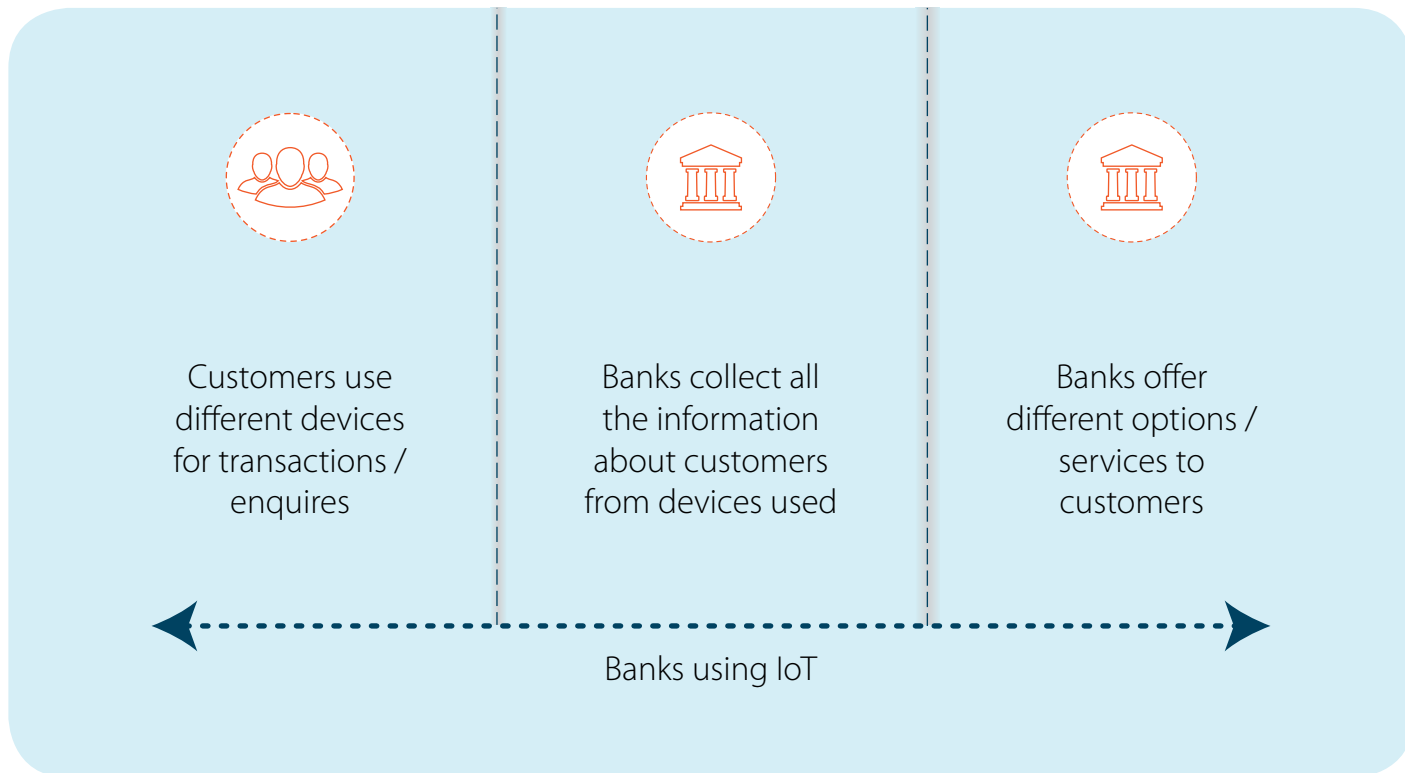 Customers use
different devices
for transactions /
enquires
Banks collect all
the information
about customers
from devices used
Banks offer
different options /
services to
customers
Banks using IoT